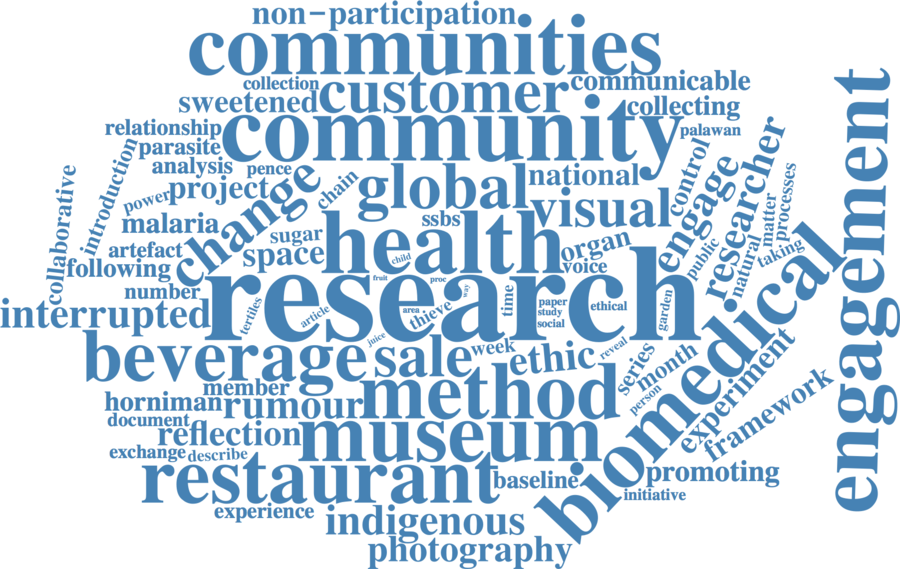 non-participation
communities
collection
communicable
sweetened
customer
collecting
relationship
community
palawan
parasite
introduction
analysis
pence
chain
control
engage
researcher
engagement
collaborative
power
project
change
global
national
visual
processes
matter
malaria
ssbs
sugar
health
organ
public
natural
taking
artefact
space
child
voice
following
fruit
proc
way
research
biomedical
number
tertiles
article
area
thieve
time
paper
study
social
ethical
garden
interrupted
juice
beverage
sale
week
ethic
reveal
series
month
person
experiment
framework
member
method
horniman
rumour
document
reflection
museum
exchange
describe
restaurant
baseline
promoting
initiative
experience
indigenous
photography